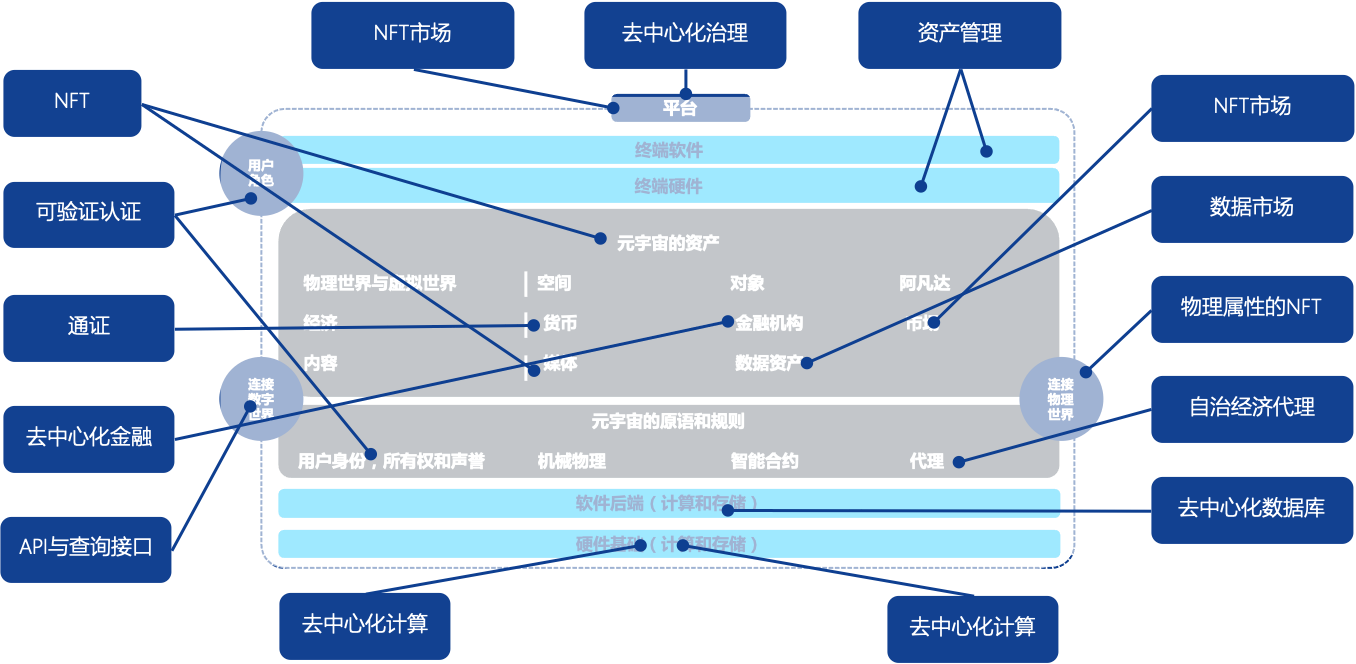 NFT市场
去中心化治理
资产管理
NFT
NFT市场
平台
终端软件
用户
角色
终端硬件
可验证认证
数据市场
元宇宙的资产
物理世界与虚拟世界
空间
对象
阿凡达
物理属性的NFT
通证
经济
货币
金融机构
市场
内容
媒体
数据资产
连接
数字
世界
连接
物理
世界
自治经济代理
去中心化金融
元宇宙的原语和规则
用户身份，所有权和声誉
机械物理
智能合约
代理
软件后端（计算和存储）
去中心化数据库
API与查询接口
硬件基础（计算和存储）
去中心化计算
去中心化计算